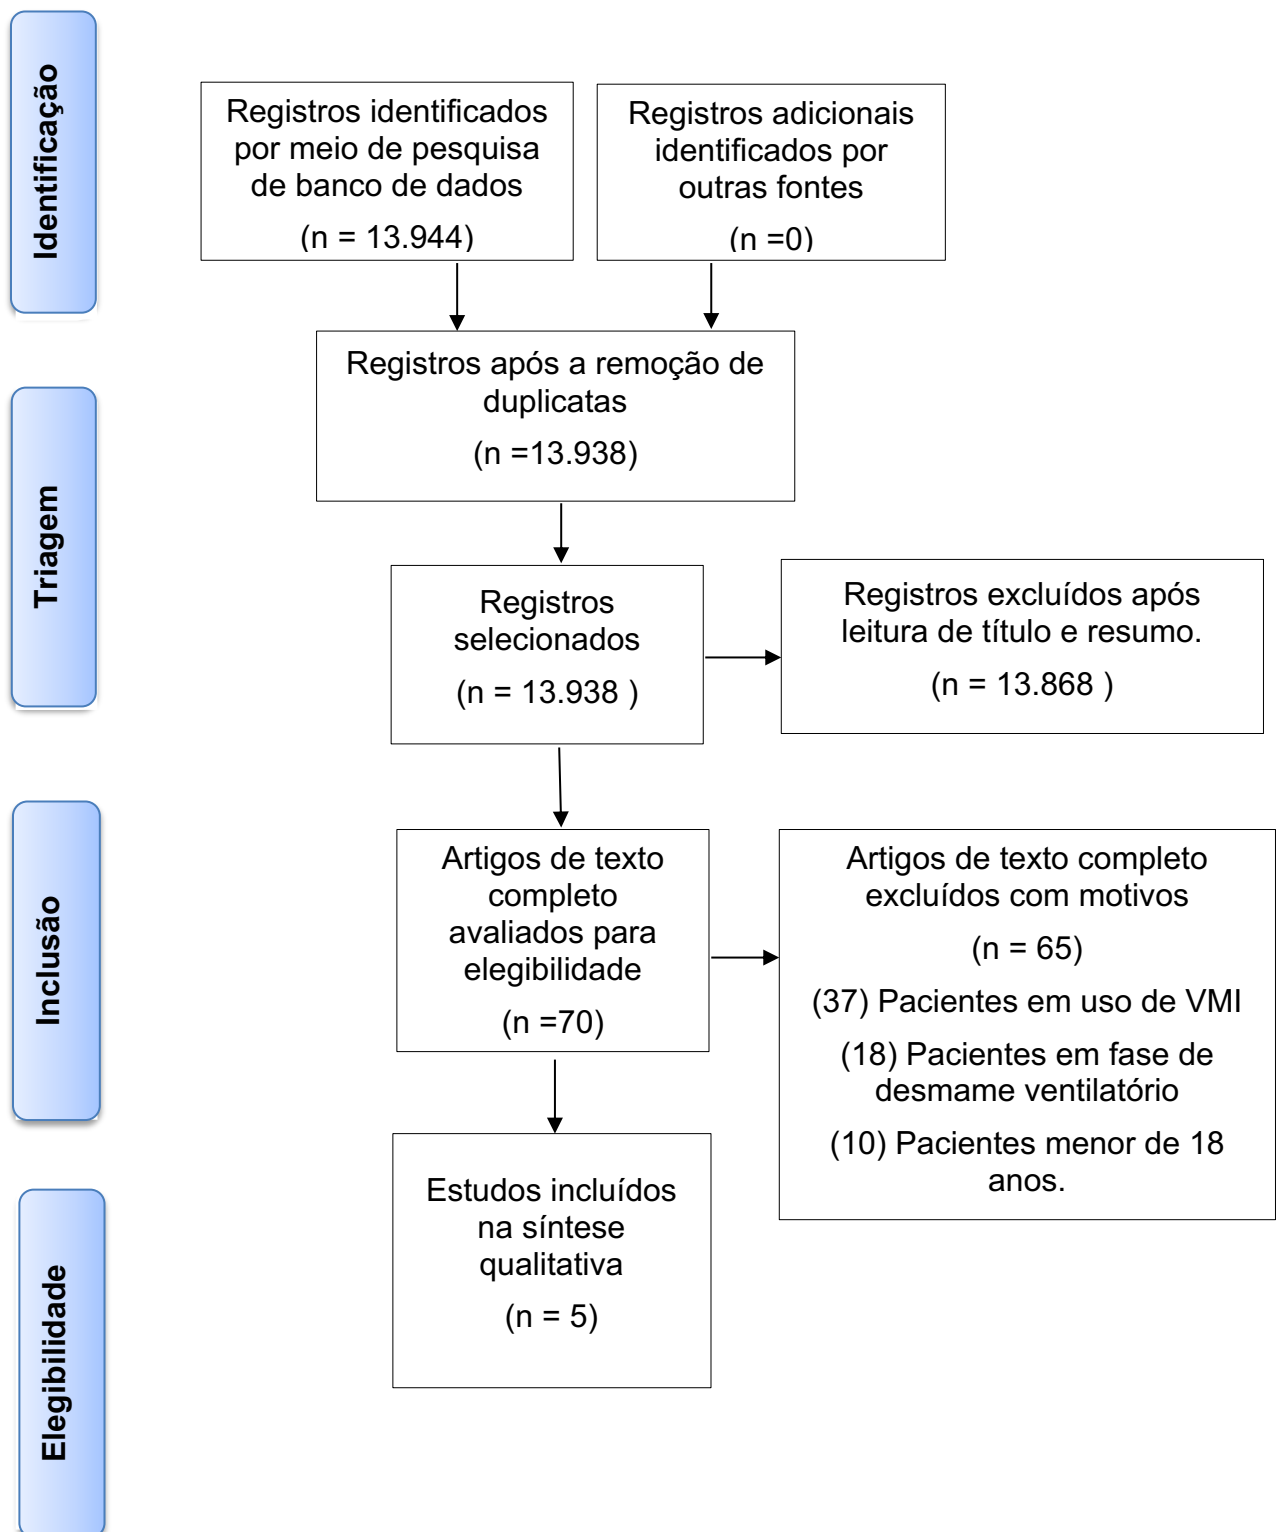 Identificação
Registros identificados
por meio de pesquisa
de banco de dados
(n = 13.944)
Registros adicionais
identificados por
outras fontes
(n =0)
Registros após a remoção de
duplicatas
(n =13.938)
Triagem
Registros
selecionados
(n = 13.938 )
Registros excluídos após
leitura de título e resumo.
(n = 13.868 )
Inclusão
Artigos de texto
completo
avaliados para
elegibilidade
(n =70)
Artigos de texto completo
excluídos com motivos
(n = 65)
(37) Pacientes em uso de VMI
(18) Pacientes em fase de
desmame ventilatório
(10) Pacientes menor de 18
anos.
Elegibilidade
Estudos incluídos
na síntese
qualitativa
(n = 5)